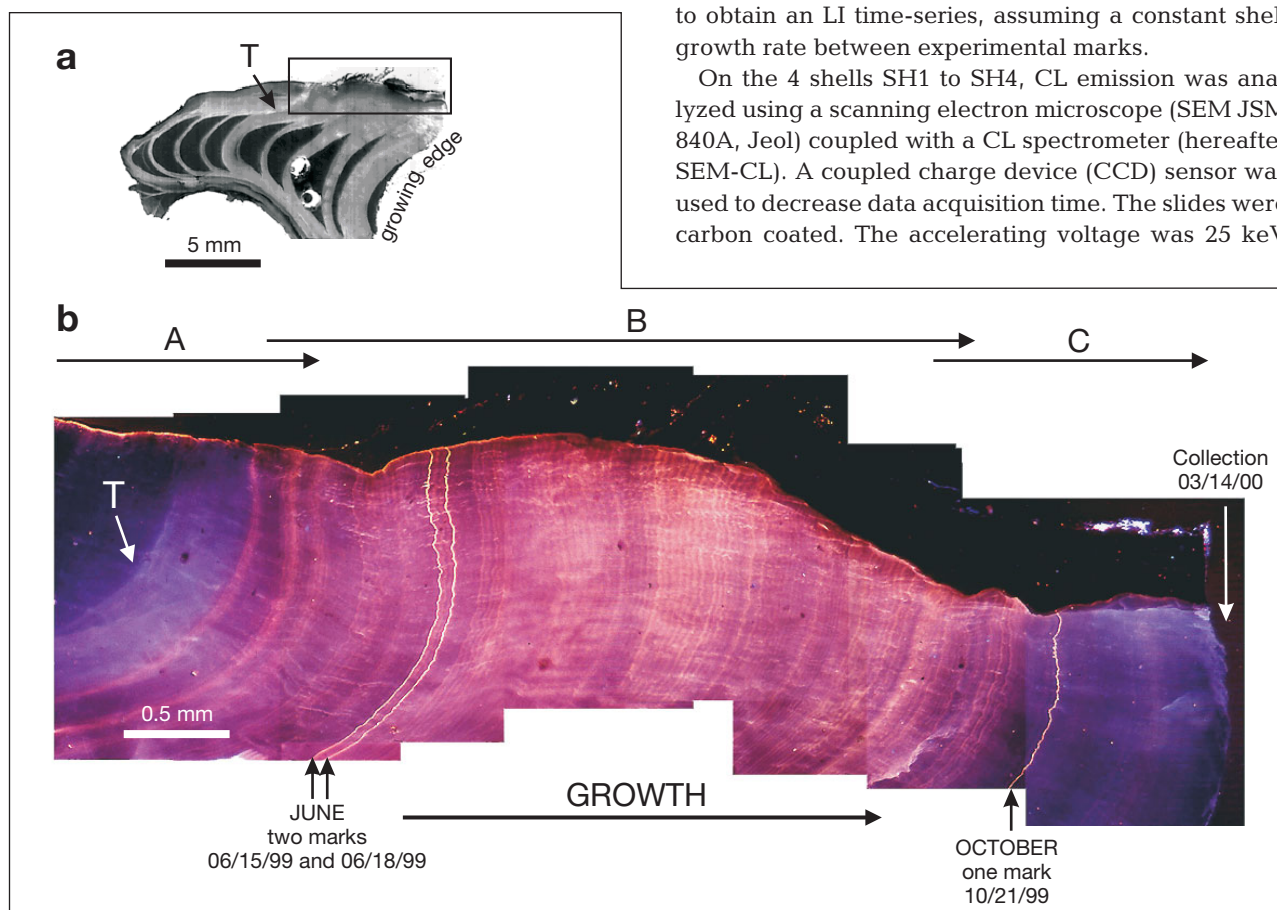 to obtain an LI time-series, assuming a constant shel
growth rate between experimental marks.
On the 4 shells SH1 to SH4, CL emission was ana
lyzed using a scanning electron microscope (SEM JSM
840A, Jeol) coupled with a CL spectrometer (hereafte
SEM-CL). A coupled charge device (CCD) sensor wa
used to decrease data acquisition time. The slides were
carbon coated. The accelerating voltage was 25 keV
a
T
growing edge
5 mm
b
A
B
C
Collection
03/14/00
T
0.5 mm
JUNE
two marks
06/15/99 and 06/18/99
GROWTH
OCTOBER
one mark
10/21/99